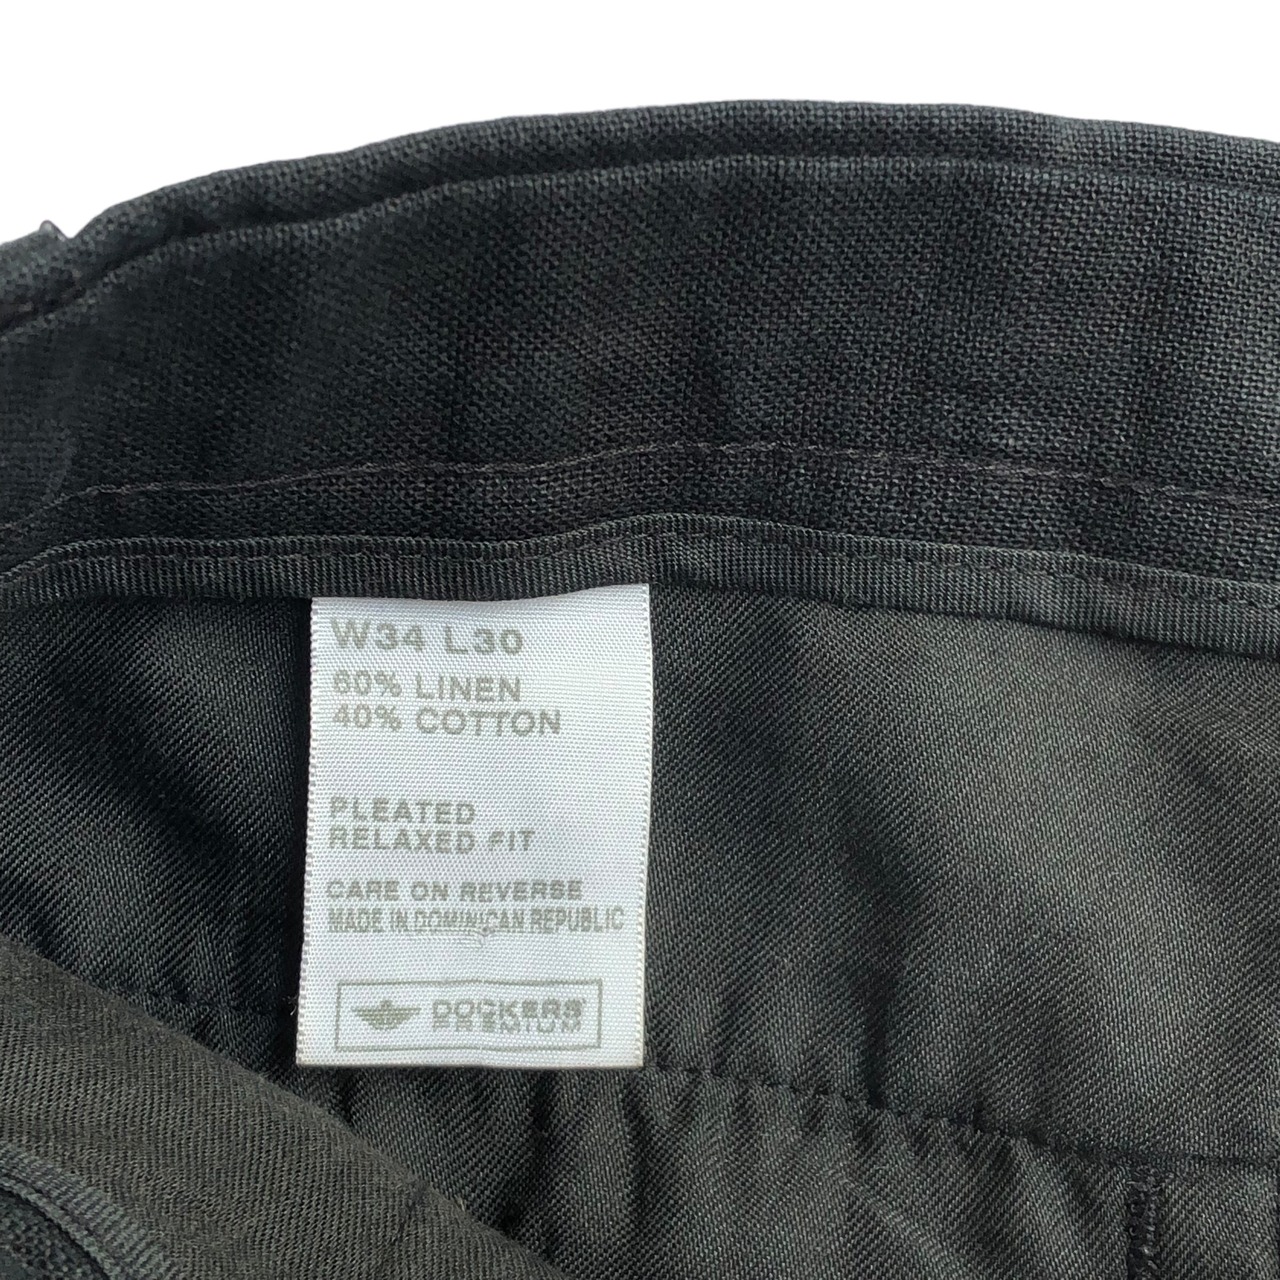 W34 L30
60% LINEN
40% COTTON
PLEATED
RELAXED FIT
CARE ON REVERSE
MADE IN DOMINICAN REPUBLIC
DOCKERS
PREMIUM